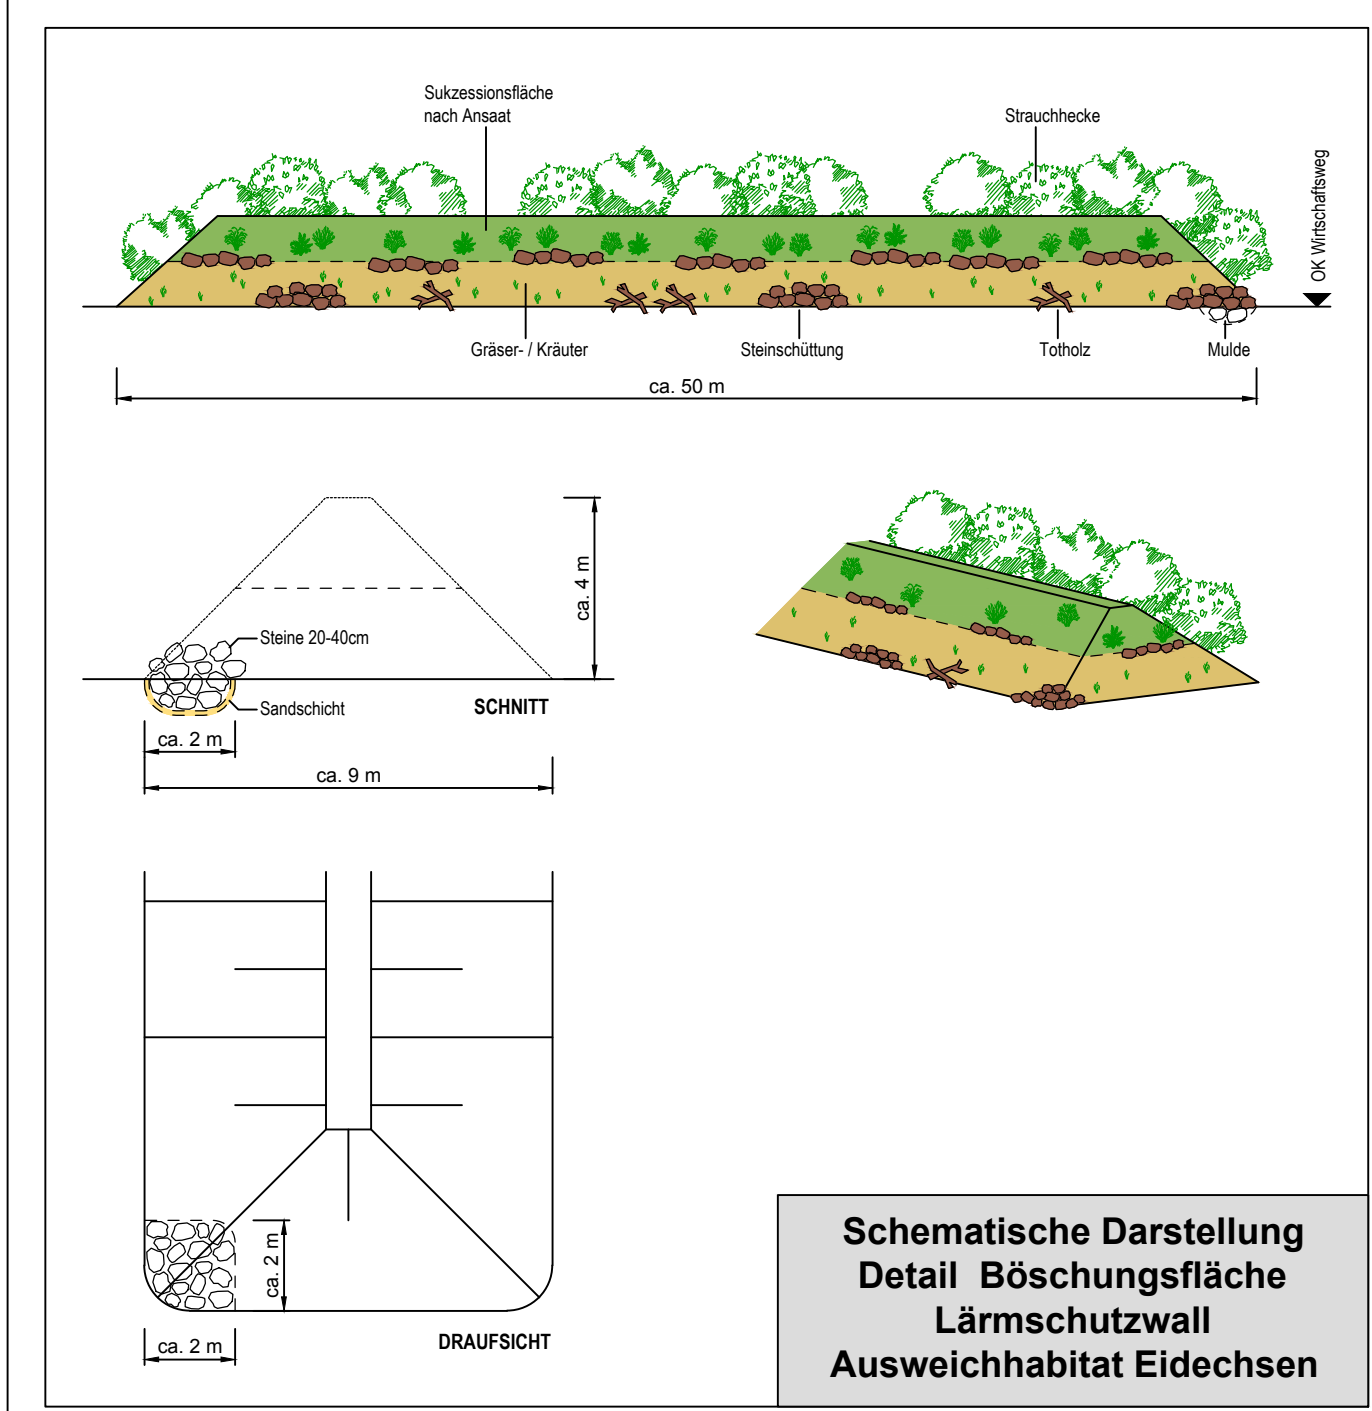 Sukzessionsfläche
nach Ansaat
Strauchhecke
OK Wirtschaftsweg
Gräser- / Kräuter
Steinschüttung
Totholz
Mulde
ca. 50 m
ca. 4 m
Steine 20-40cm
Sandschicht
SCHNITT
ca. 2 m
ca. 9 m
ca. 2 m
ca. 2 m
DRAUFSICHT
Schematische Darstellung
Detail Böschungsfläche
Lärmschutzwall
Ausweichhabitat Eidechsen